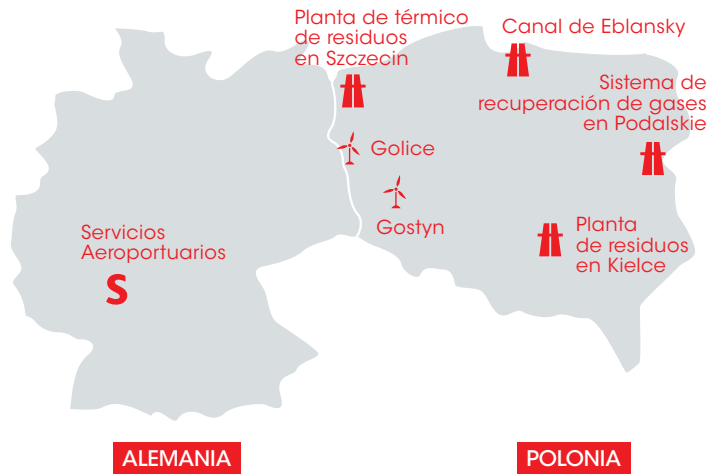 Planta de térmico
de residuos
en Szczecin
Canal de Eblansky
Sistema de
recuperación de gases
en Podalskie
Golice
Gostyn
Servicios
Aeroportuarios
S
Planta
de residuos
en Kielce
ALEMANIA
POLONIA